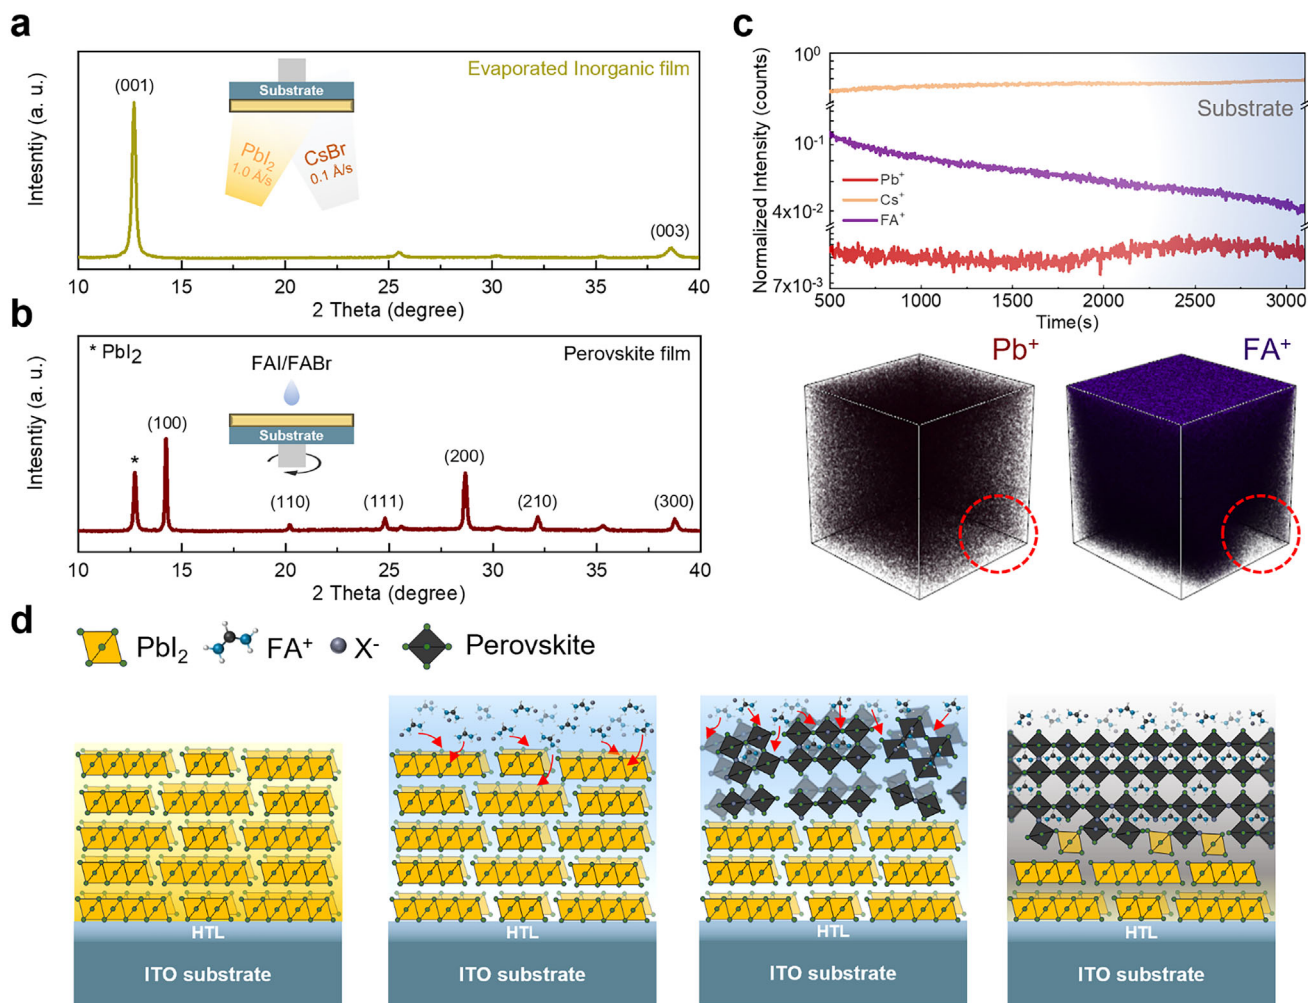 a
Evaporated Inorganic film
(001)
Substrate
PbI₂
1.0 Å/s
CsBr
0.1 Å/s
(003)
Intesntiy (a. u.)
10 15 20 25 30 35 40
2 Theta (degree)
b
* PbI₂
FAI/FABr
Perovskite film
(100)
*
Substrate
(110)
(111)
(200)
(210)
(300)
Intesntiy (a. u.)
10 15 20 25 30 35 40
2 Theta (degree)
c
10⁰
Substrate
10⁻¹
Pb⁺
Cs⁺
FA⁺
4x10⁻²
7x10⁻³
Normalized Intensity (counts)
500 1000 1500 2000 2500 3000
Time(s)
Pb⁺
FA⁺
d
PbI₂
FA⁺
X⁻
Perovskite
HTL
ITO substrate
HTL
ITO substrate
HTL
ITO substrate
HTL
ITO substrate